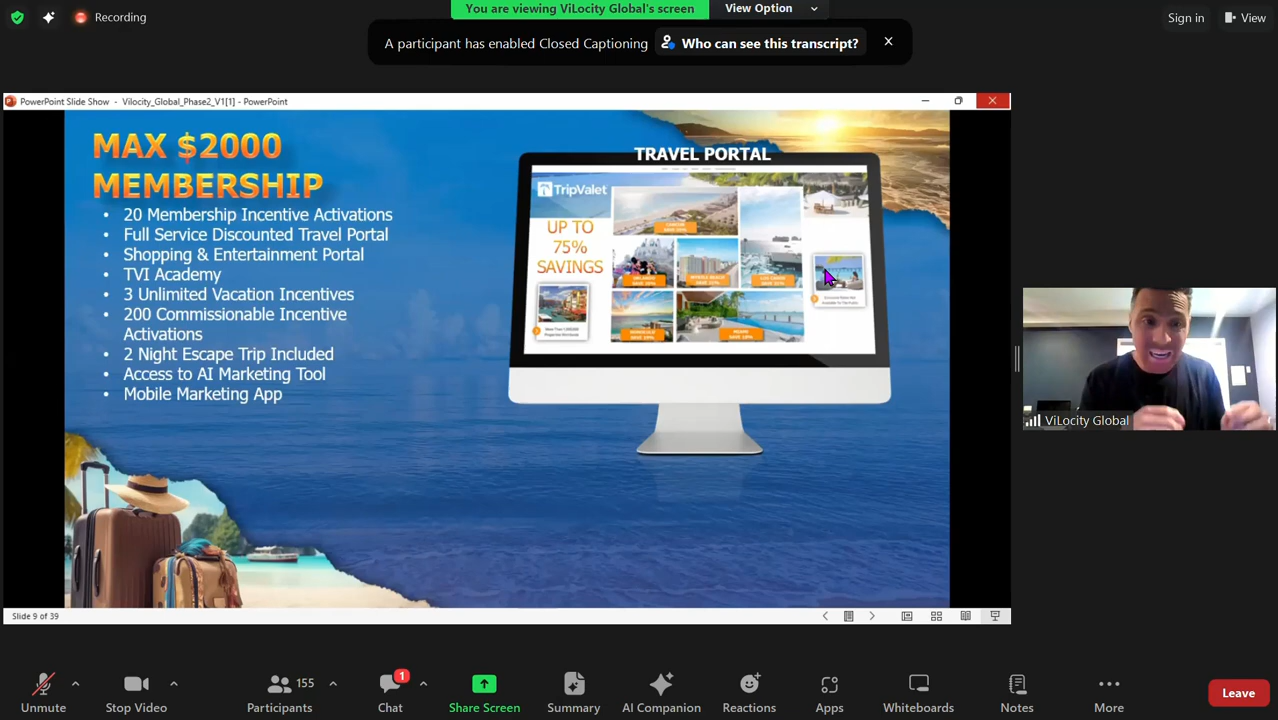 You are viewing ViLocity Global's screen
View Option
Recording
Sign in
View
A participant has enabled Closed Captioning
Who can see this transcript?
PowerPoint Slide Show - Vilocity_Global_Phase2_V1[1] - PowerPoint
MAX $2000
MEMBERSHIP
• 20 Membership Incentive Activations
• Full Service Discounted Travel Portal
• Shopping & Entertainment Portal
• TVI Academy
• 3 Unlimited Vacation Incentives
• 200 Commissionable Incentive
Activations
• 2 Night Escape Trip Included
• Access to AI Marketing Tool
• Mobile Marketing App
TRAVEL PORTAL
TripValet
UP TO
75%
SAVINGS
ViLocity Global
Slide 9 of 39
Unmute
Stop Video
155
Participants
1
Chat
Share Screen
Summary
AI Companion
Reactions
Apps
Whiteboards
Notes
More
Leave